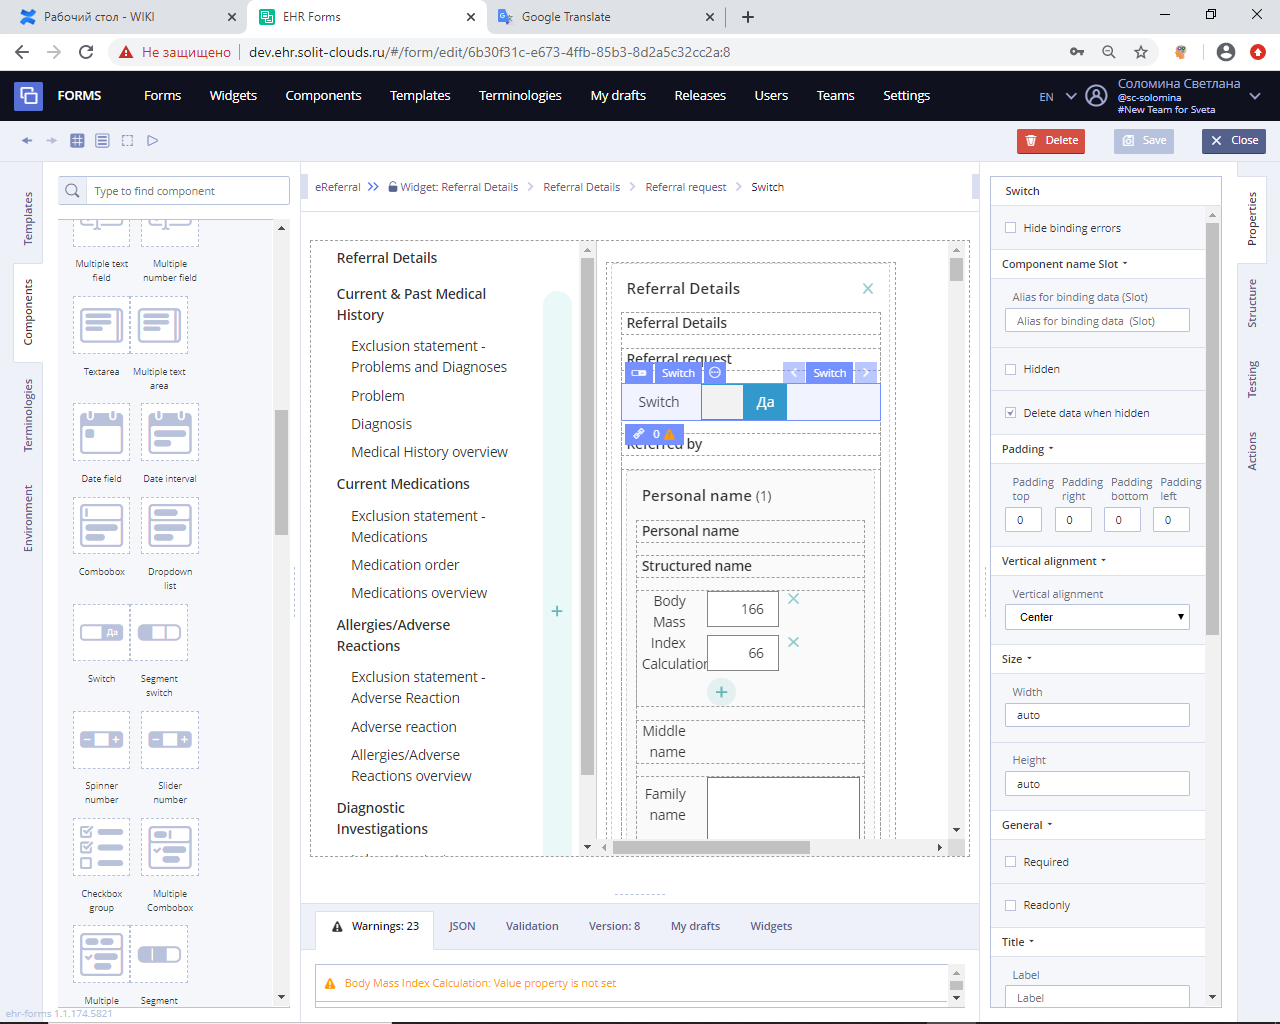 Рабочий стол - WIKI
EHR Forms
Google Translate
Не защищено
dev.ehr.solit-clouds.ru/#/form/edit/6b30f31c-e673-4ffb-85b3-8d2a5c32cc2a:8
FORMS
Forms
Widgets
Components
Templates
Terminologies
My drafts
Releases
Users
Teams
Settings
EN
Соломина Светлана
@sc-solomina
#New Team for Sveta
Delete
Save
Close
Templates
Components
Terminologies
Environment
Type to find component
Multiple text field
Multiple number field
Textarea
Multiple text area
Date field
Date interval
Combobox
Dropdown list
Да
Switch
Segment switch
Spinner number
Slider number
Checkbox group
Multiple Combobox
Multiple
Segment
ehr-forms 1.1.174.5821
eReferral
Widget: Referral Details
Referral Details
Referral request
Switch
Referral Details
Current & Past Medical History
Exclusion statement - Problems and Diagnoses
Problem
Diagnosis
Medical History overview
Current Medications
Exclusion statement - Medications
Medication order
Medications overview
Allergies/Adverse Reactions
Exclusion statement - Adverse Reaction
Adverse reaction
Allergies/Adverse Reactions overview
Diagnostic Investigations
Referral Details
Referral Details
Referral request
Switch
Switch
Switch
Да
0
Referred by
Personal name (1)
Personal name
Structured name
Body Mass Index Calculation
166
66
Middle name
Family name
Warnings: 23
JSON
Validation
Version: 8
My drafts
Widgets
Body Mass Index Calculation: Value property is not set
Switch
Hide binding errors
Component name Slot
Alias for binding data (Slot)
Alias for binding data (Slot)
Hidden
Delete data when hidden
Padding
Padding top
Padding right
Padding bottom
Padding left
0
0
0
0
Vertical alignment
Vertical alignment
Center
Size
Width
auto
Height
auto
General
Required
Readonly
Title
Label
Label
Properties
Structure
Testing
Actions